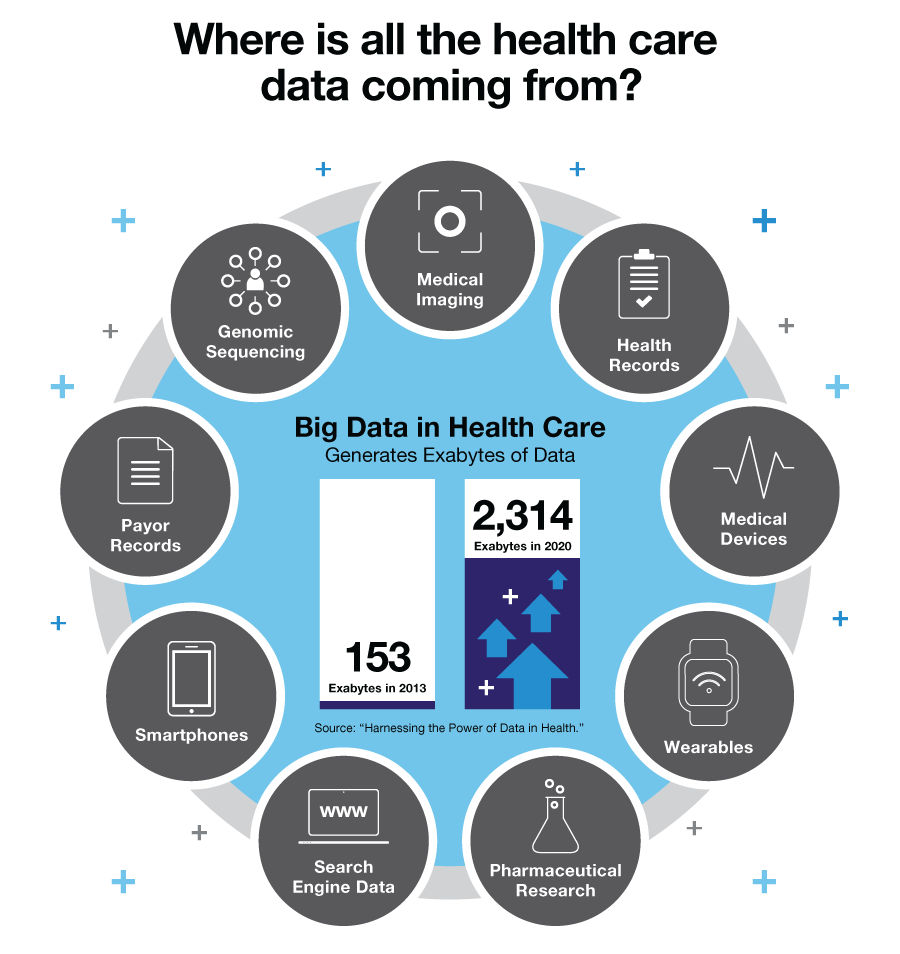 Where is all the health care
data coming from?
Medical
Imaging
Health
Records
Medical
Devices
Wearables
Pharmaceutical
Research
www
Search
Engine Data
Smartphones
Payor
Records
Genomic
Sequencing
Big Data in Health Care
Generates Exabytes of Data
153
Exabytes in 2013
2,314
Exabytes in 2020
Source: “Harnessing the Power of Data in Health.”